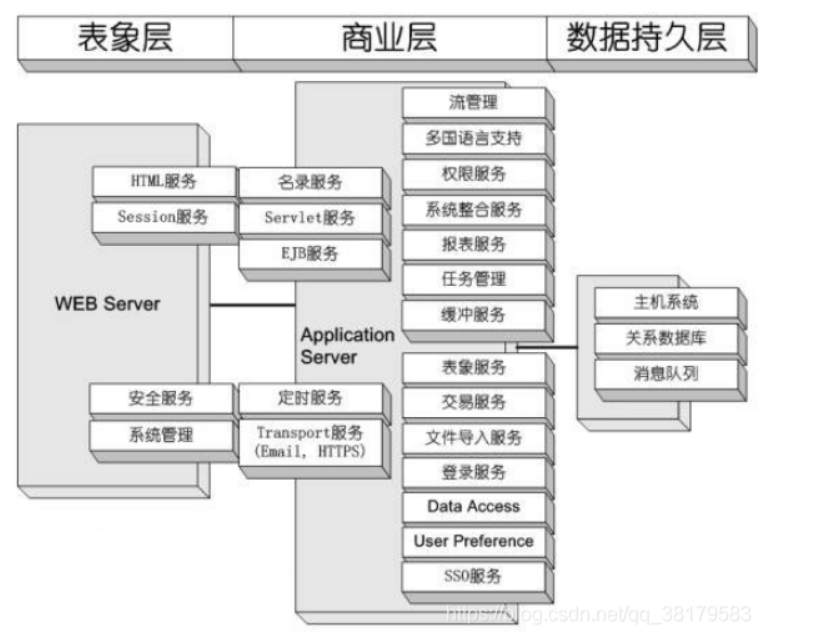 表象层
商业层
数据持久层
HTML服务
Session服务
WEB Server
安全服务
系统管理
名录服务
Servlet服务
EJB服务
Application
Server
定时服务
Transport服务
(Email, HTTPS)
流管理
多国语言支持
权限服务
系统整合服务
报表服务
任务管理
缓冲服务
表象服务
交易服务
文件导入服务
登录服务
Data Access
User Preference
SSO服务
主机系统
关系数据库
消息队列
https://blog.csdn.net/qq_38179583